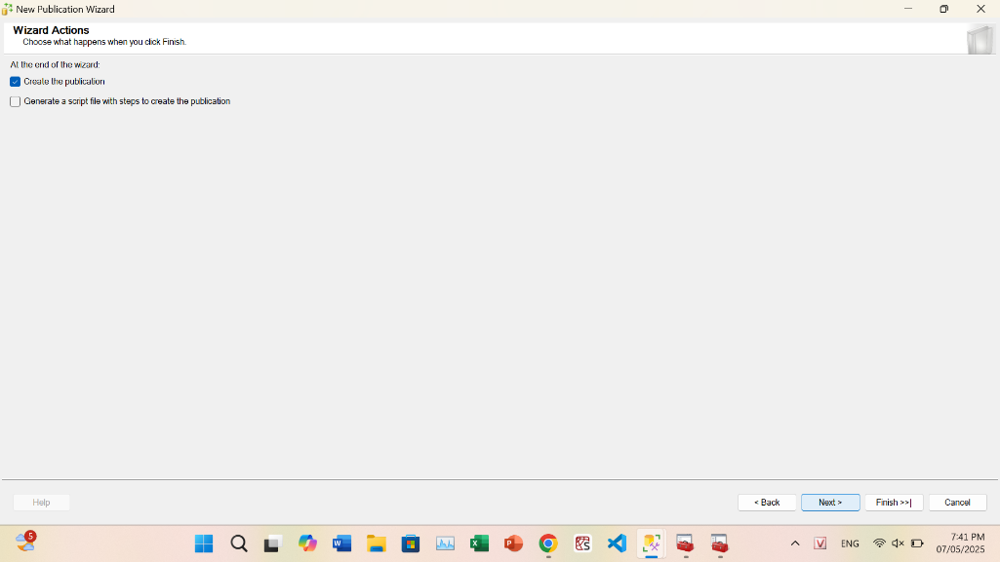 New Publication Wizard
Wizard Actions
Choose what happens when you click Finish.
At the end of the wizard:
Create the publication
Generate a script file with steps to create the publication
Help
< Back
Next >
Finish >>|
Cancel
5
ENG
7:41 PM
07/05/2025